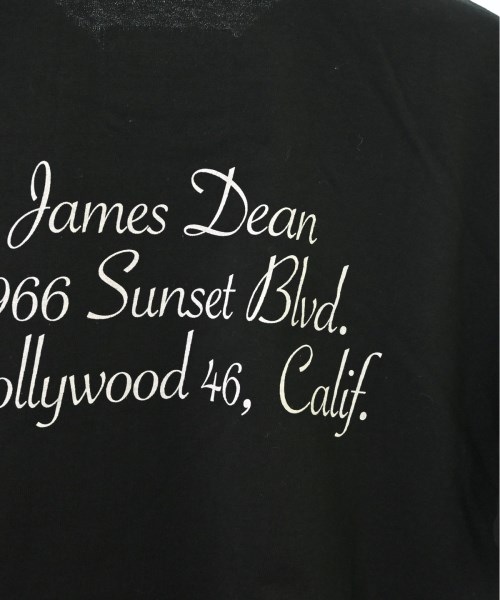 James Dean
966 Sunset Blvd.
ollywood 46, Calif.